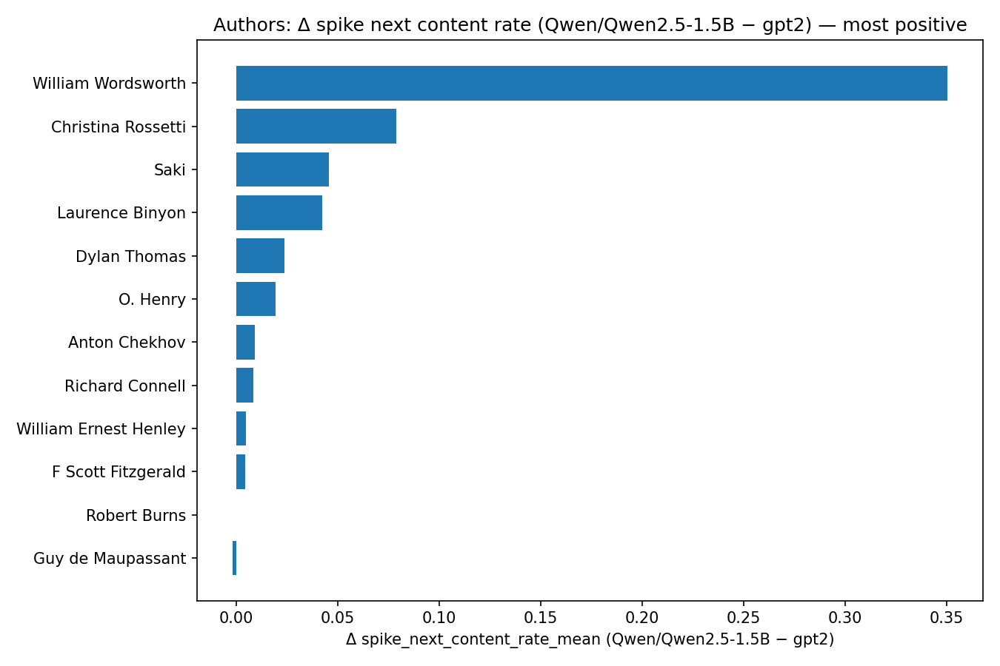 Authors: Δ spike next content rate (Qwen/Qwen2.5-1.5B − gpt2) — most positive
William Wordsworth
Christina Rossetti
Saki
Laurence Binyon
Dylan Thomas
O. Henry
Anton Chekhov
Richard Connell
William Ernest Henley
F Scott Fitzgerald
Robert Burns
Guy de Maupassant
0.00 0.05 0.10 0.15 0.20 0.25 0.30 0.35
Δ spike_next_content_rate_mean (Qwen/Qwen2.5-1.5B − gpt2)